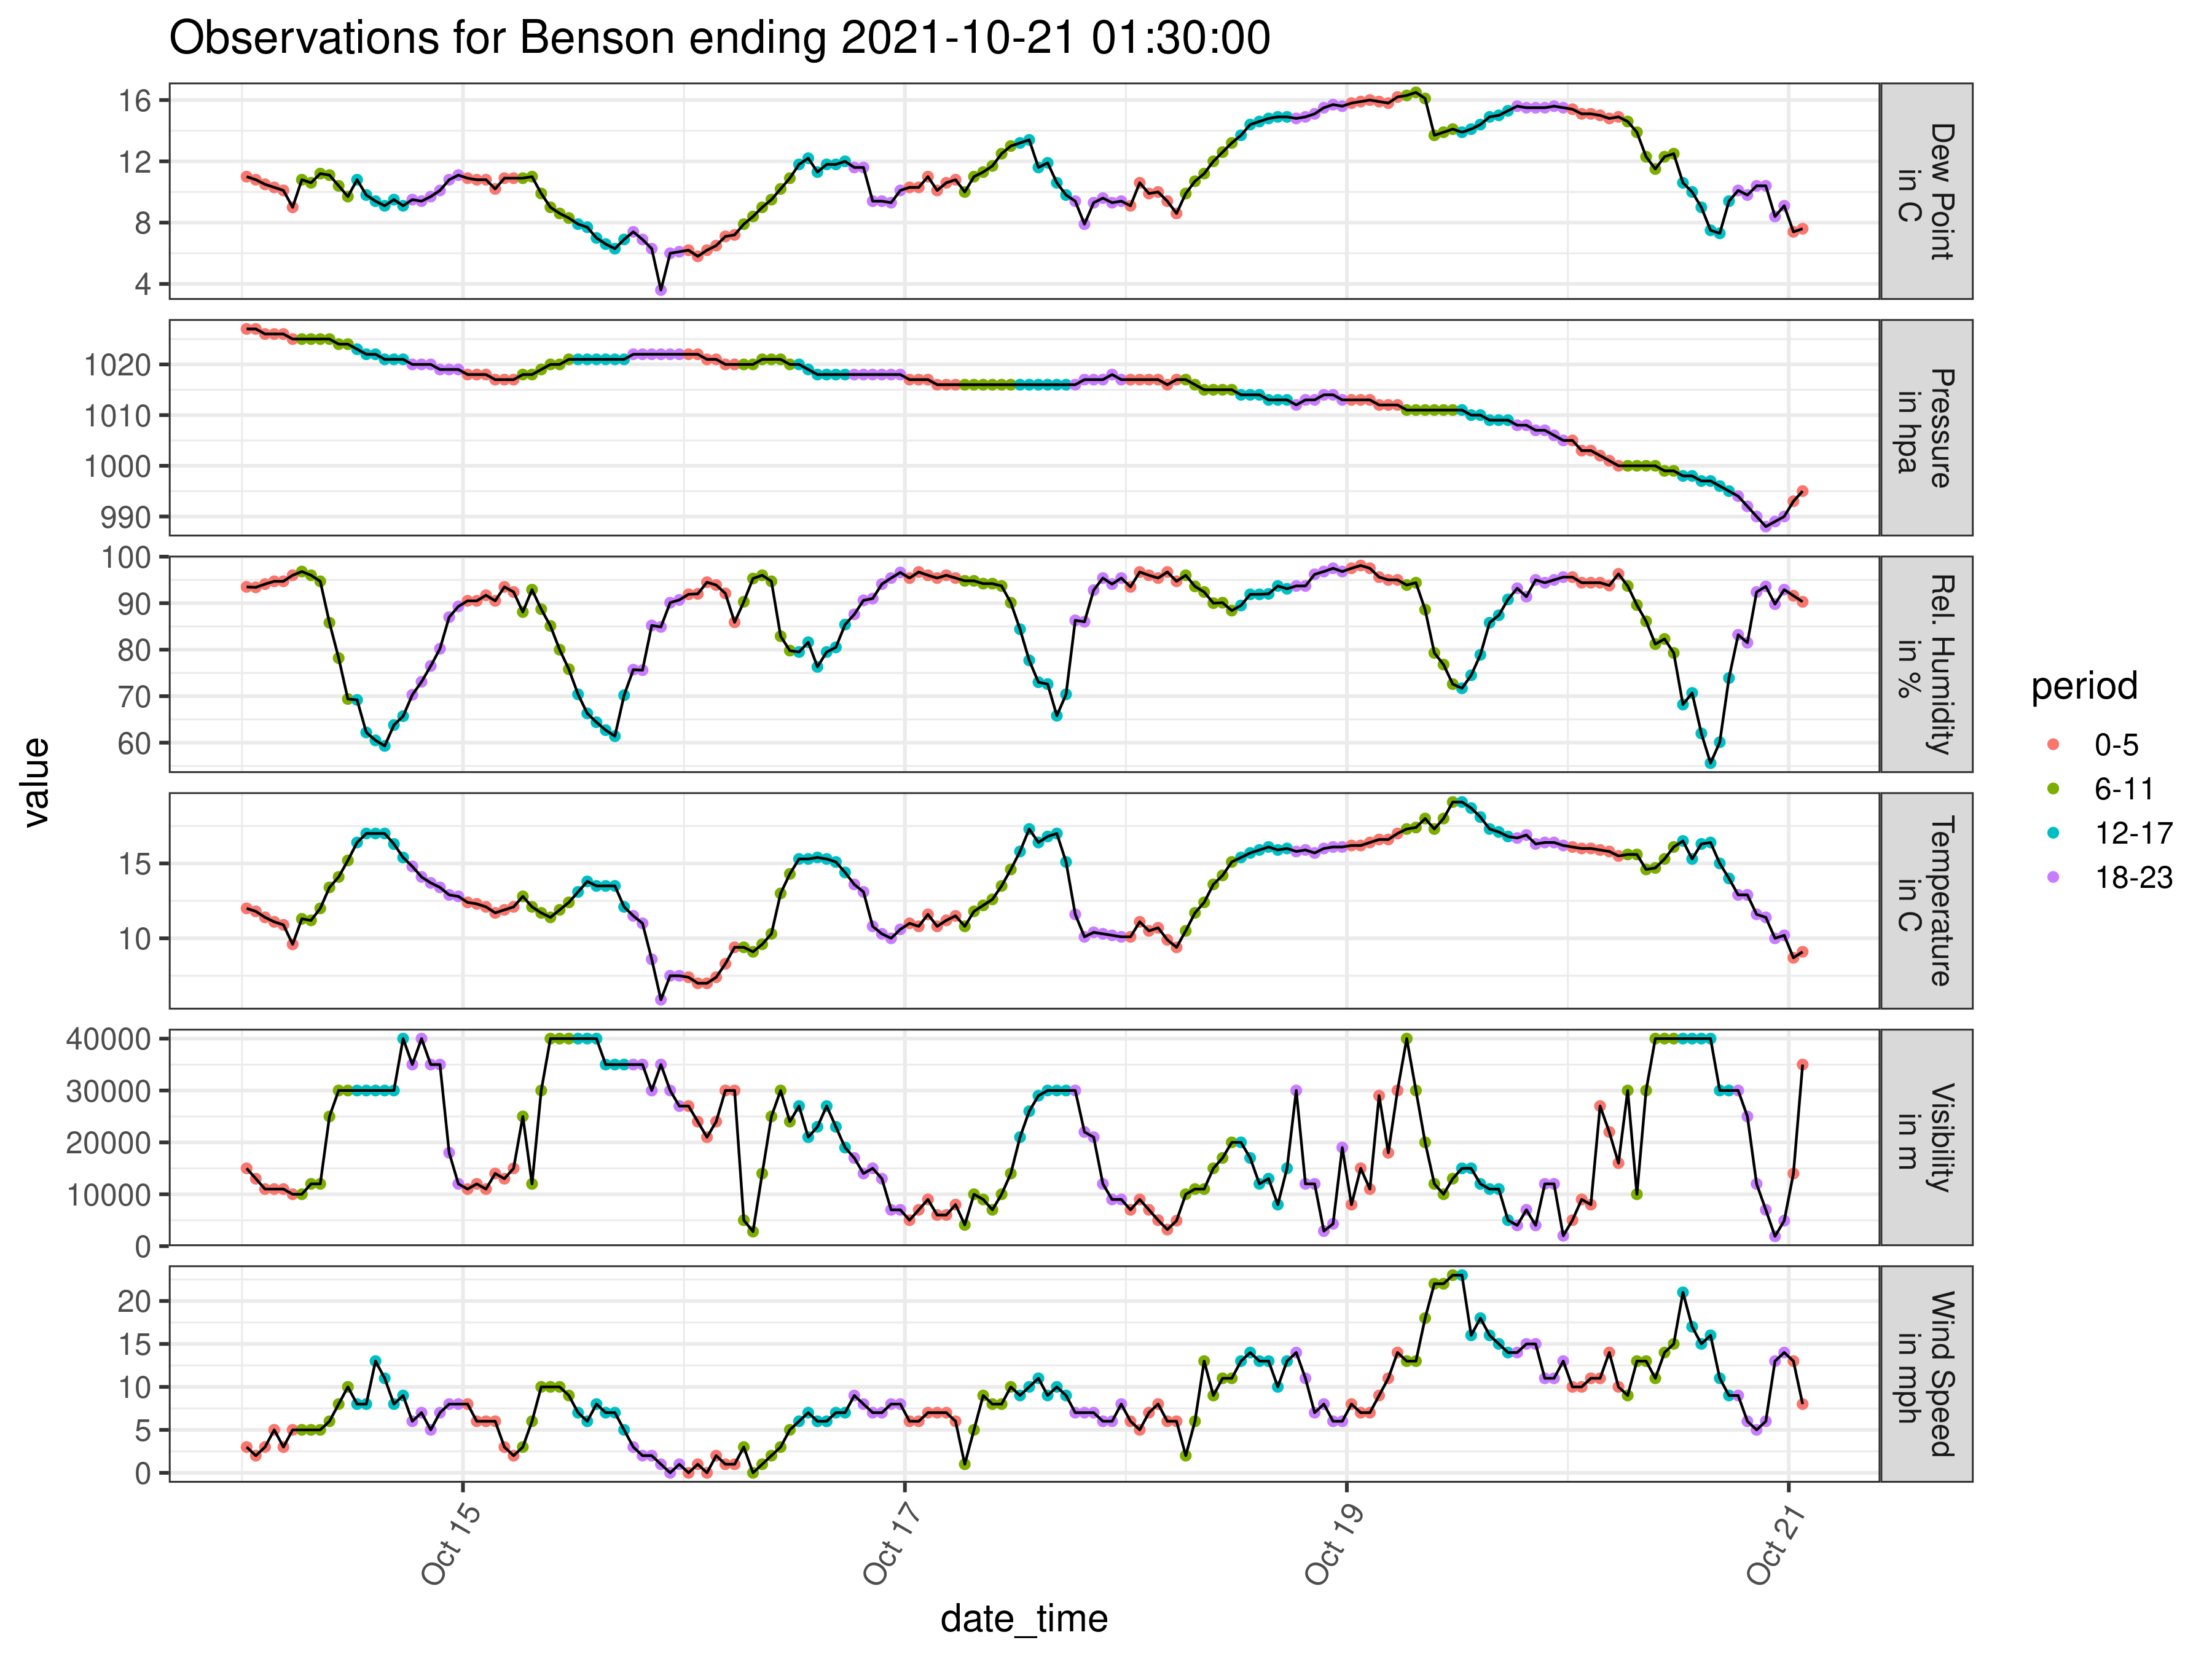 Observations for Benson ending 2021-10-21 01:30:00
value
16
12
8
4
Dew Point
in C
1020
1010
1000
990
Pressure
in hpa
100
90
80
70
60
Rel. Humidity
in %
15
10
Temperature
in C
40000
30000
20000
10000
0
Visibility
in m
20
15
10
5
0
Wind Speed
in mph
Oct 15
Oct 17
Oct 19
Oct 21
date_time
period
0-5
6-11
12-17
18-23